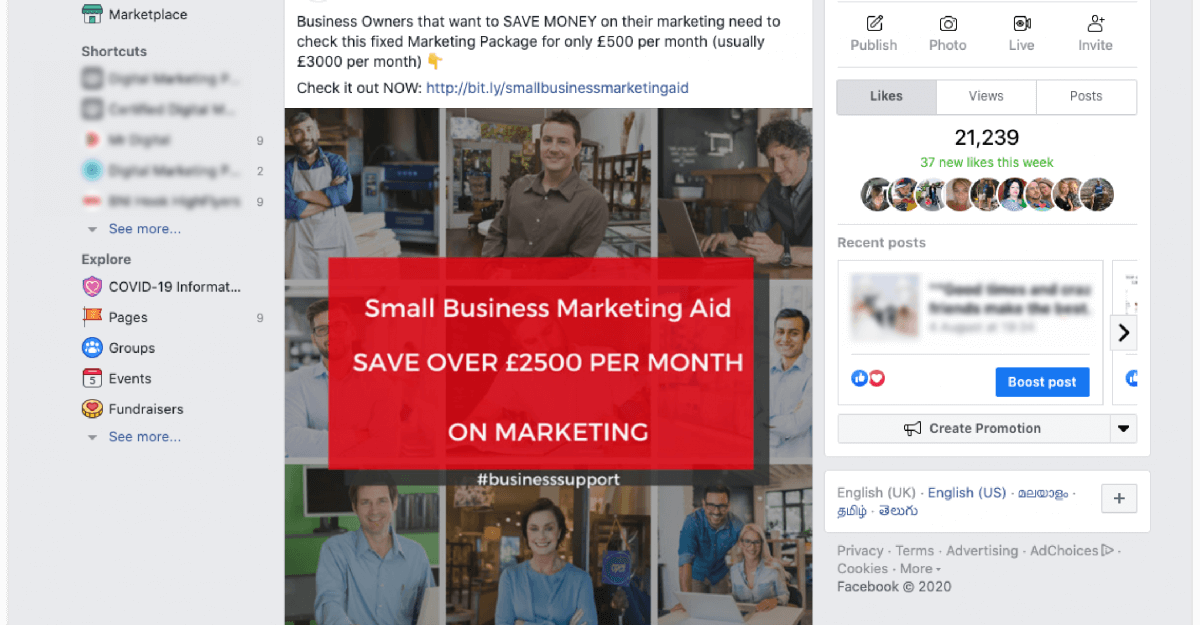 Marketplace
Shortcuts
9
2
9
See more...
Explore
COVID-19 Informat...
Pages 9
Groups
5 Events
Fundraisers
See more...
Business Owners that want to SAVE MONEY on their marketing need to
check this fixed Marketing Package for only £500 per month (usually
£3000 per month)
Check it out NOW: http://bit.ly/smallbusinessmarketingaid
Small Business Marketing Aid
SAVE OVER £2500 PER MONTH
ON MARKETING
#businesssupport
Publish Photo Live Invite
Likes Views Posts
21,239
37 new likes this week
Recent posts
Boost post
Create Promotion
English (UK) · English (US) · മലയാളം ·
தமிழ் · తెలుగు
Privacy · Terms · Advertising · AdChoices ·
Cookies · More
Facebook © 2020